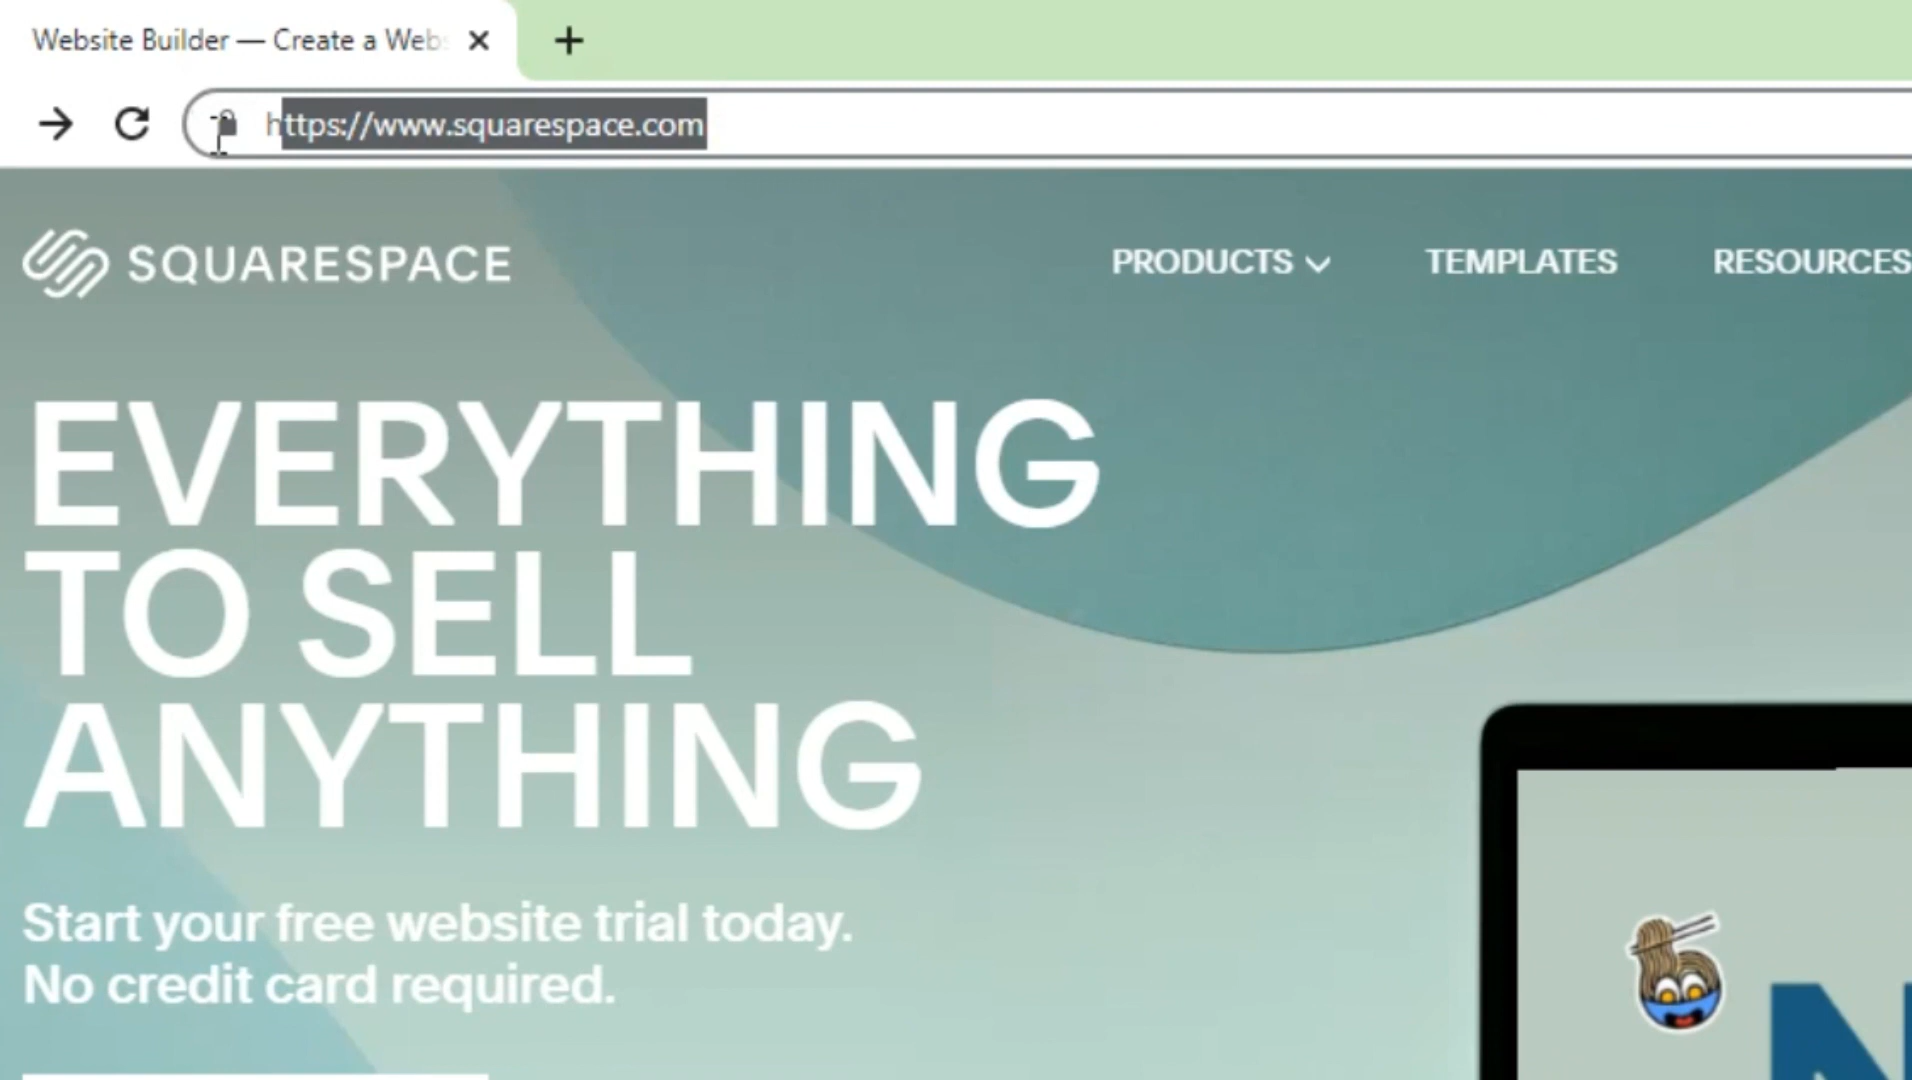 Website Builder — Create a Web
https://www.squarespace.com
SQUARESPACE
PRODUCTS
TEMPLATES
RESOURCES
EVERYTHING
TO SELL
ANYTHING
Start your free website trial today.
No credit card required.
N